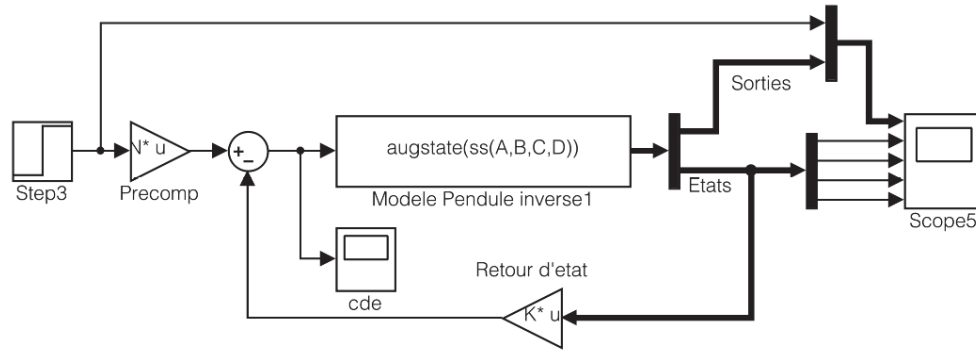 Sorties
N* u
augstate(ss(A,B,C,D))
Step3
Precomp
Modele Pendule inverse1
Etats
Scope5
cde
Retour d'etat
K* u